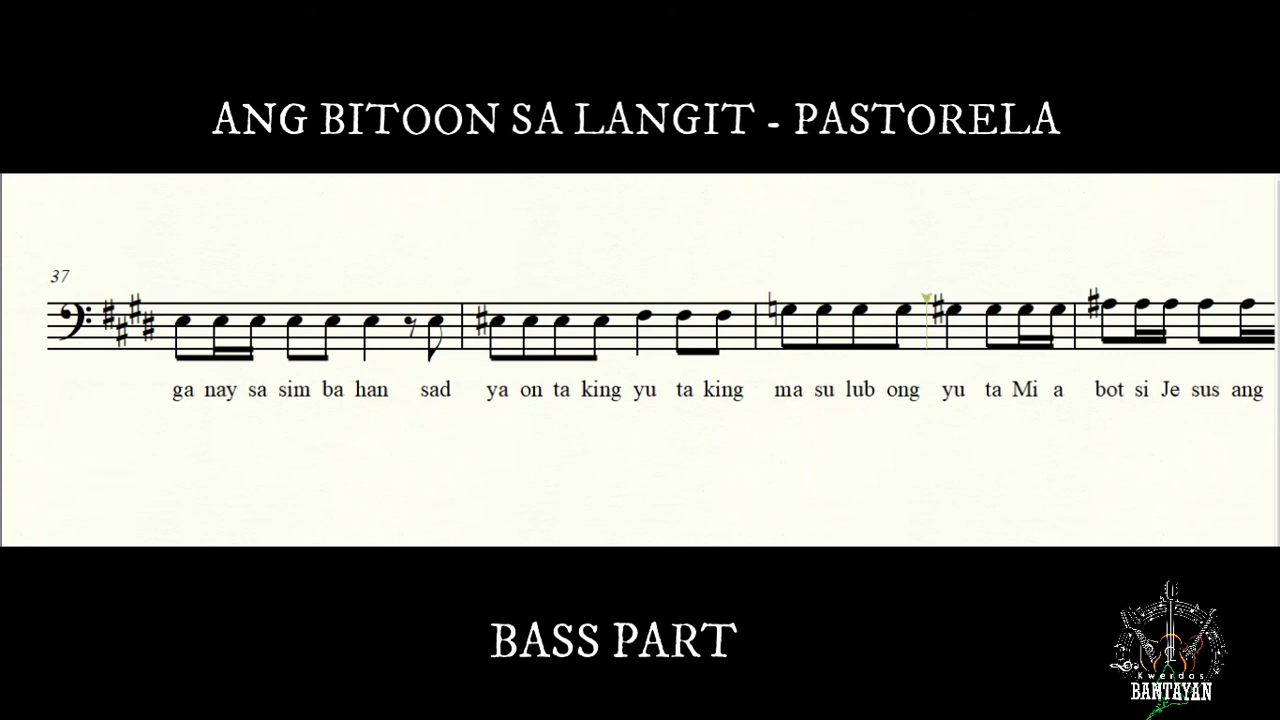 ANG BITOON SA LANGIT - PASTORELA
37
ga nay sa sim ba han sad ya on ta king yu ta king ma su lub ong yu ta Mi a bot si Je sus ang
BASS PART
Kwerdas
BANTAYAN